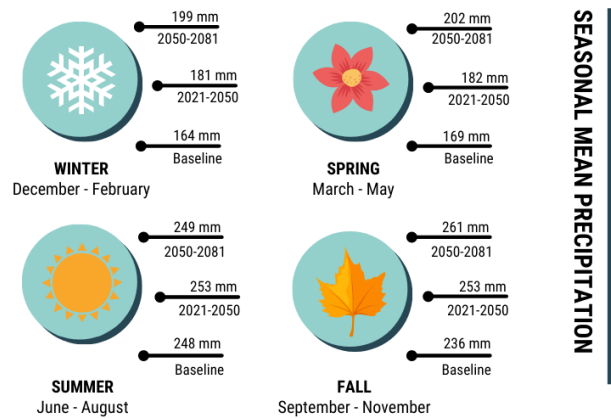 199 mm
2050-2081
181 mm
2021-2050
164 mm
Baseline
WINTER
December - February
202 mm
2050-2081
182 mm
2021-2050
169 mm
Baseline
SPRING
March - May
249 mm
2050-2081
253 mm
2021-2050
248 mm
Baseline
SUMMER
June - August
261 mm
2050-2081
253 mm
2021-2050
236 mm
Baseline
FALL
September - November
SEASONAL MEAN PRECIPITATION